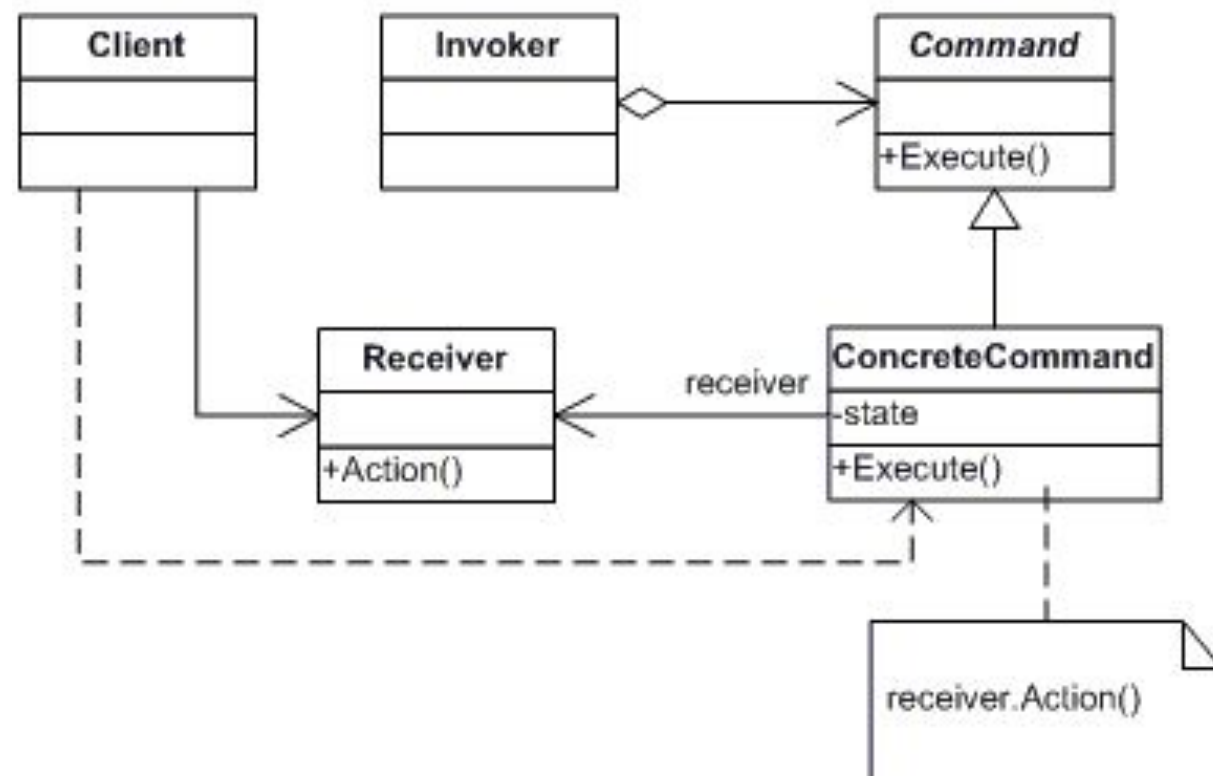 Client
Invoker
Command
+Execute()
Receiver
+Action()
receiver
ConcreteCommand
-state
+Execute()
receiver.Action()